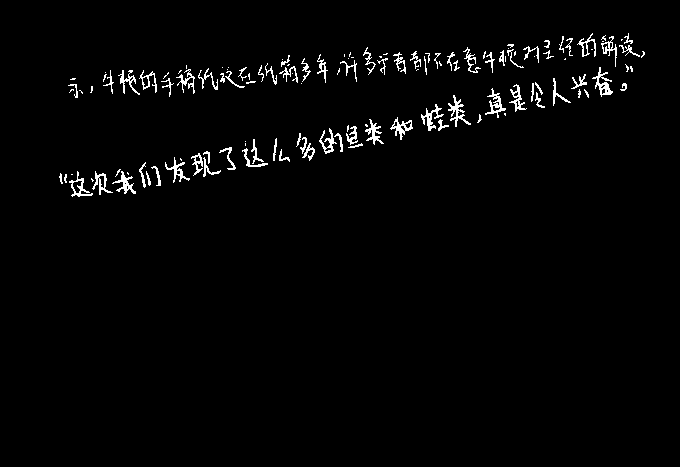 示，牛顿的手稿纸放在纸箱多年，许多学者都不在意牛顿对圣经的解读，
“这次我们发现了这么多的鱼类和蛙类，真是令人兴奋。”